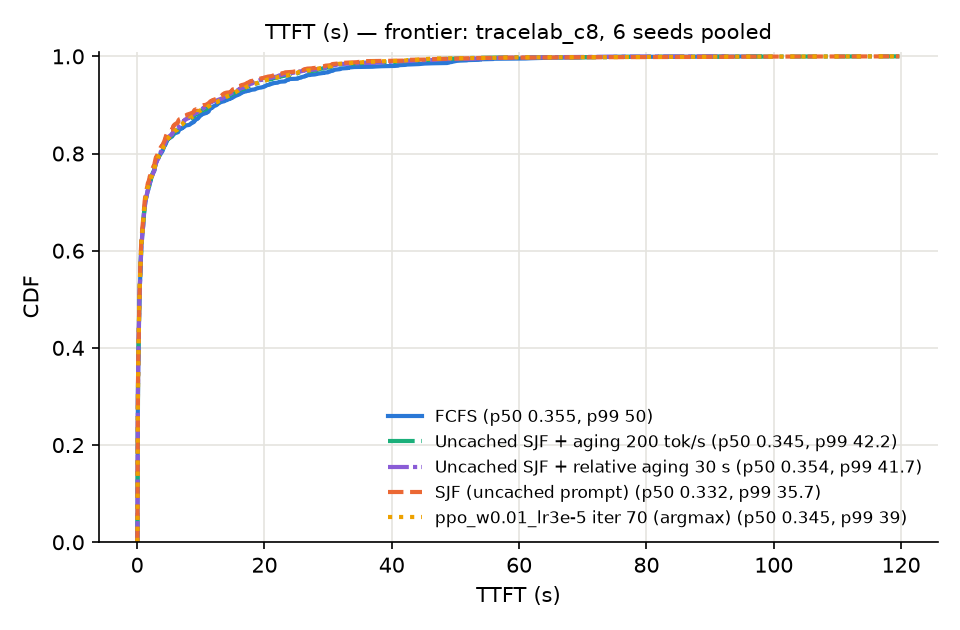 TTFT (s) — frontier: tracelab_c8, 6 seeds pooled
1.0
0.8
0.6
0.4
0.2
0.0
CDF
FCFS (p50 0.355, p99 50)
Uncached SJF + aging 200 tok/s (p50 0.345, p99 42.2)
Uncached SJF + relative aging 30 s (p50 0.354, p99 41.7)
SJF (uncached prompt) (p50 0.332, p99 35.7)
ppo_w0.01_lr3e-5 iter 70 (argmax) (p50 0.345, p99 39)
0 20 40 60 80 100 120
TTFT (s)